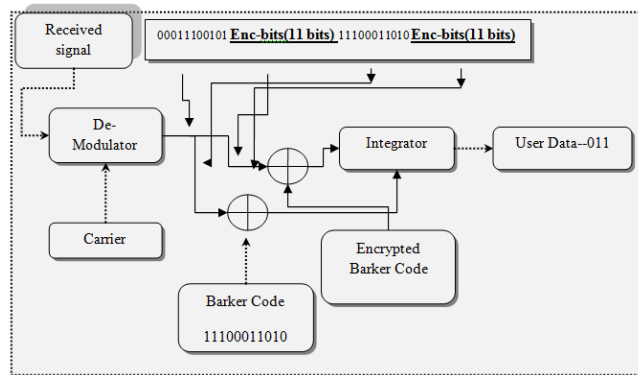 Received
signal
00011100101 Enc-bits(11 bits) 11100011010 Enc-bits(11 bits)
De-
Modulator
Integrator
User Data--011
Carrier
Encrypted
Barker Code
Barker Code
11100011010